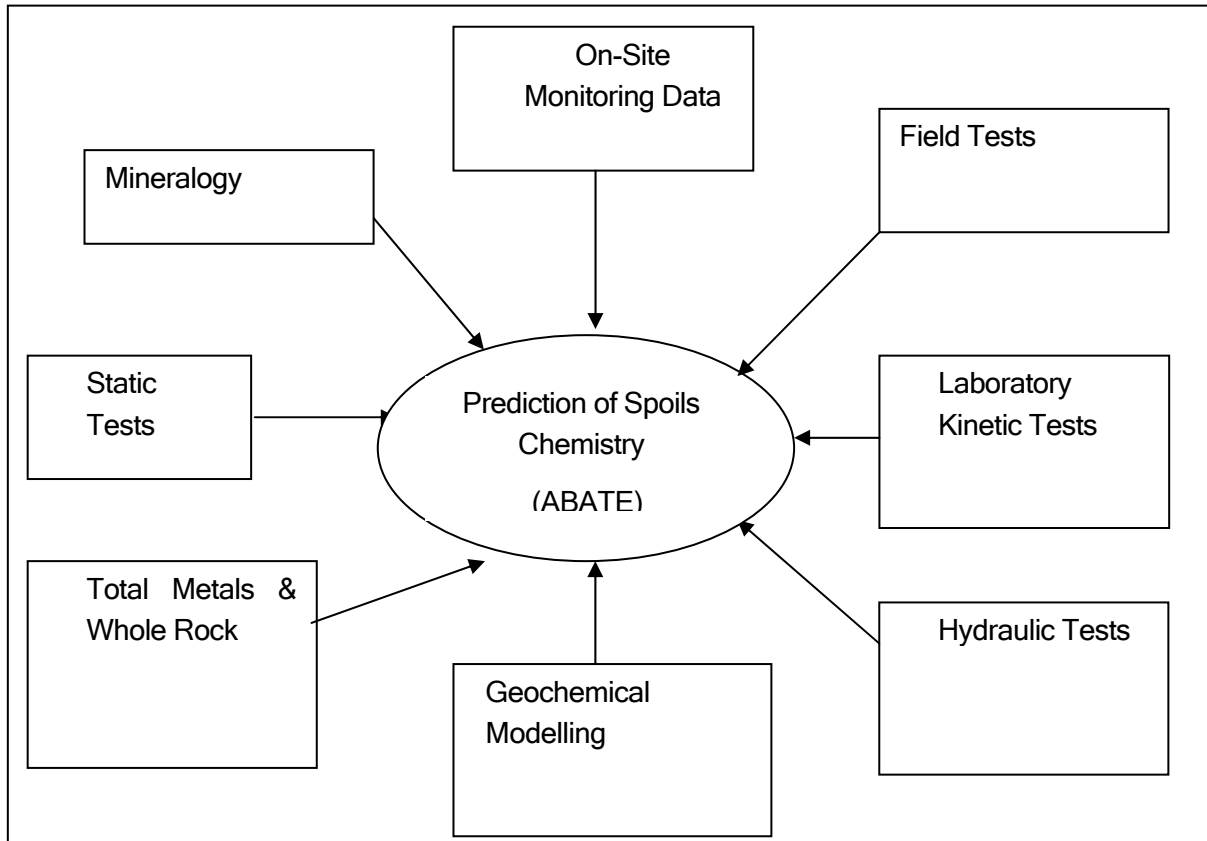 On-Site
Monitoring Data
Field Tests
Mineralogy
Static
Tests
Prediction of Spoils
Chemistry
(ABATE)
Laboratory
Kinetic Tests
Total Metals &
Whole Rock
Geochemical
Modelling
Hydraulic Tests